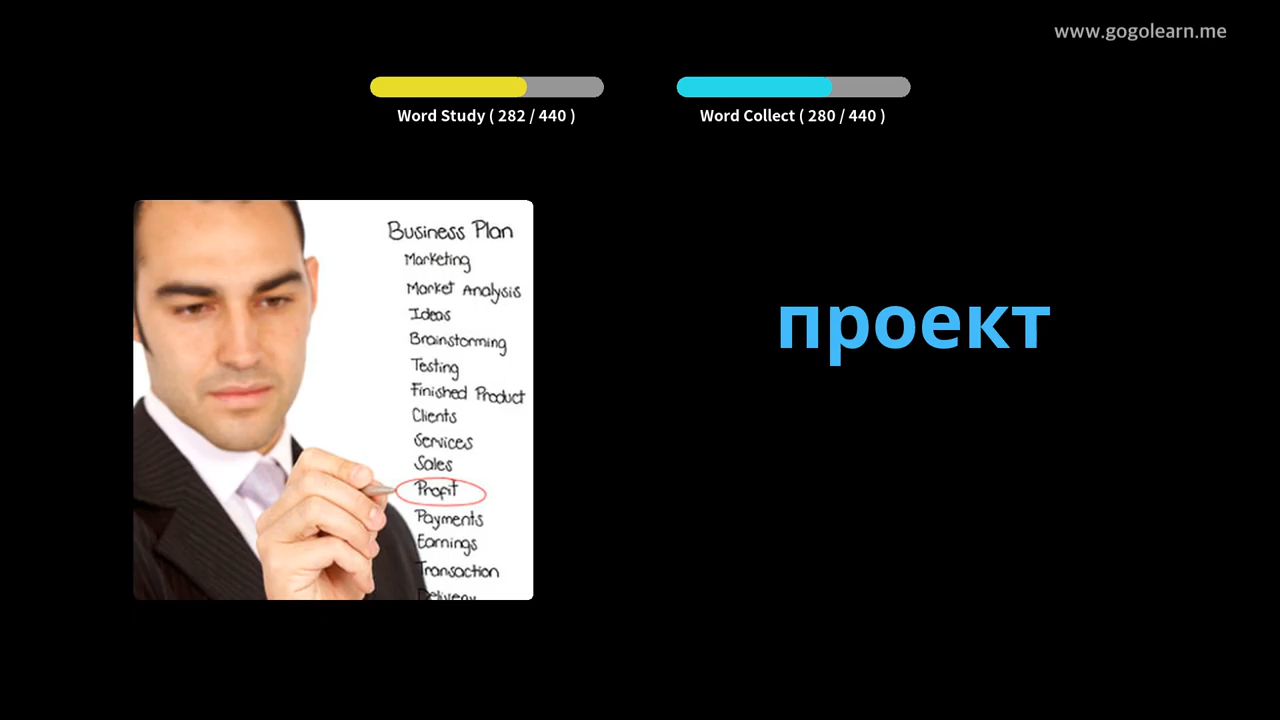 www.gogolearn.me
Word Study ( 282 / 440 )
Word Collect ( 280 / 440 )
Business Plan
Marketing
Market Analysis
Ideas
Brainstorming
Testing
Finished Product
Clients
Services
Sales
Profit
Payments
Earnings
Transaction
Delivery
проект